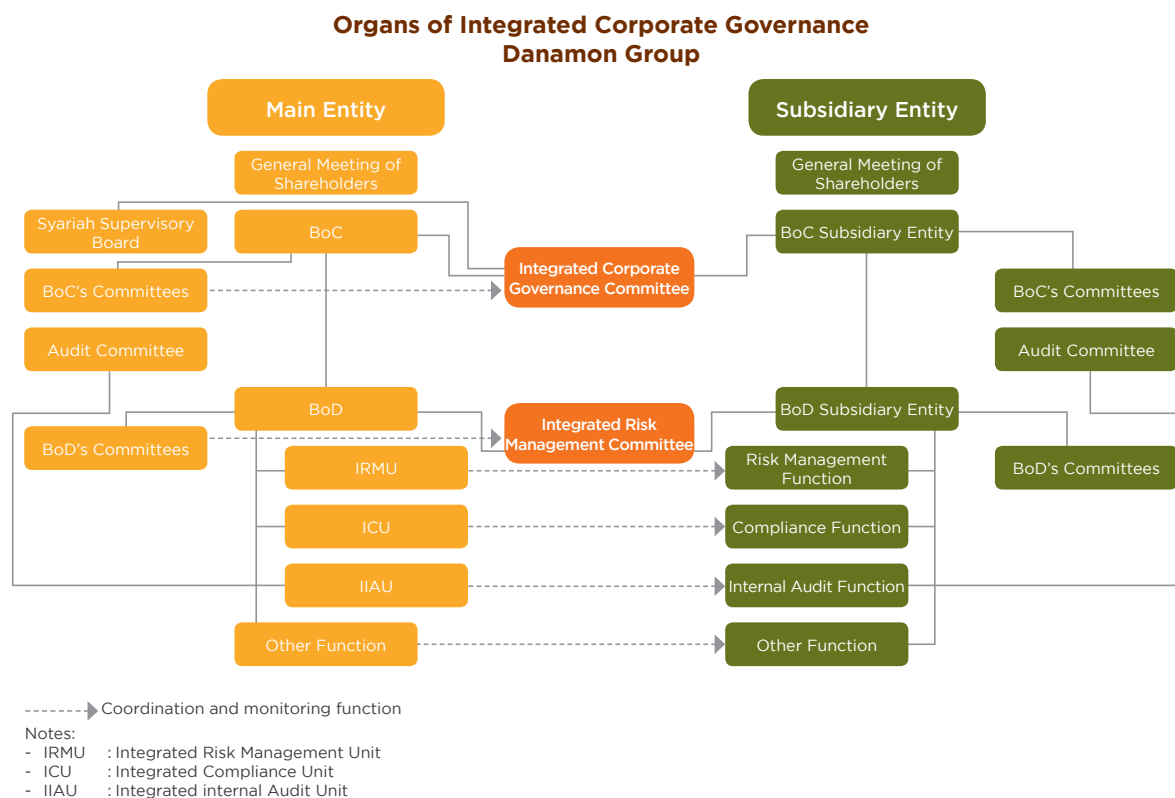 Organs of Integrated Corporate Governance
Danamon Group
Main Entity
Subsidiary Entity
General Meeting of
Shareholders
General Meeting of
Shareholders
Syariah Supervisory
Board
BoC
BoC Subsidiary Entity
Integrated Corporate
Governance Committee
BoC's Committees
BoC's Committees
Audit Committee
Audit Committee
BoD
BoD Subsidiary Entity
Integrated Risk
Management Committee
BoD's Committees
BoD's Committees
IRMU
Risk Management
Function
ICU
Compliance Function
IIAU
Internal Audit Function
Other Function
Other Function
Coordination and monitoring function
Notes:
- IRMU : Integrated Risk Management Unit
- ICU : Integrated Compliance Unit
- IIAU : Integrated internal Audit Unit